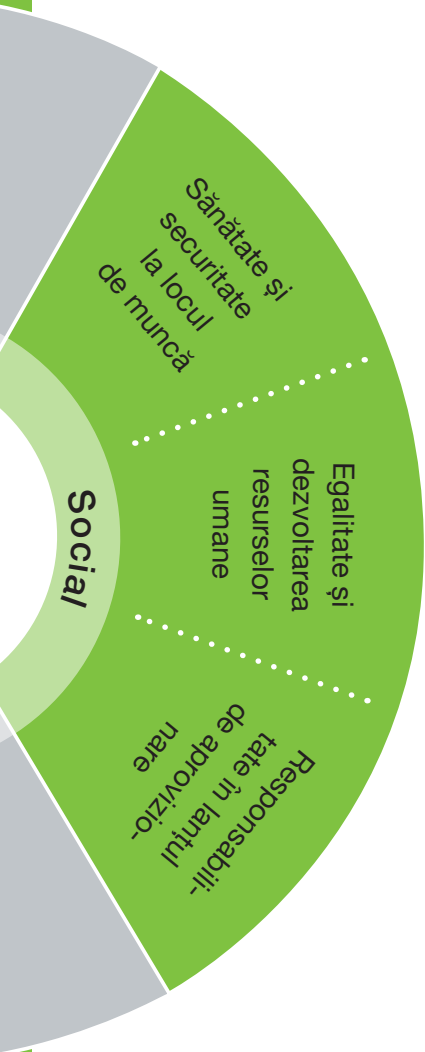 Sănătate și
securitate
la locul
de muncă
Egalitate și
dezvoltarea
resurselor
umane
Responsabili-
tate în lanțul
de aprovizio-
nare
Social